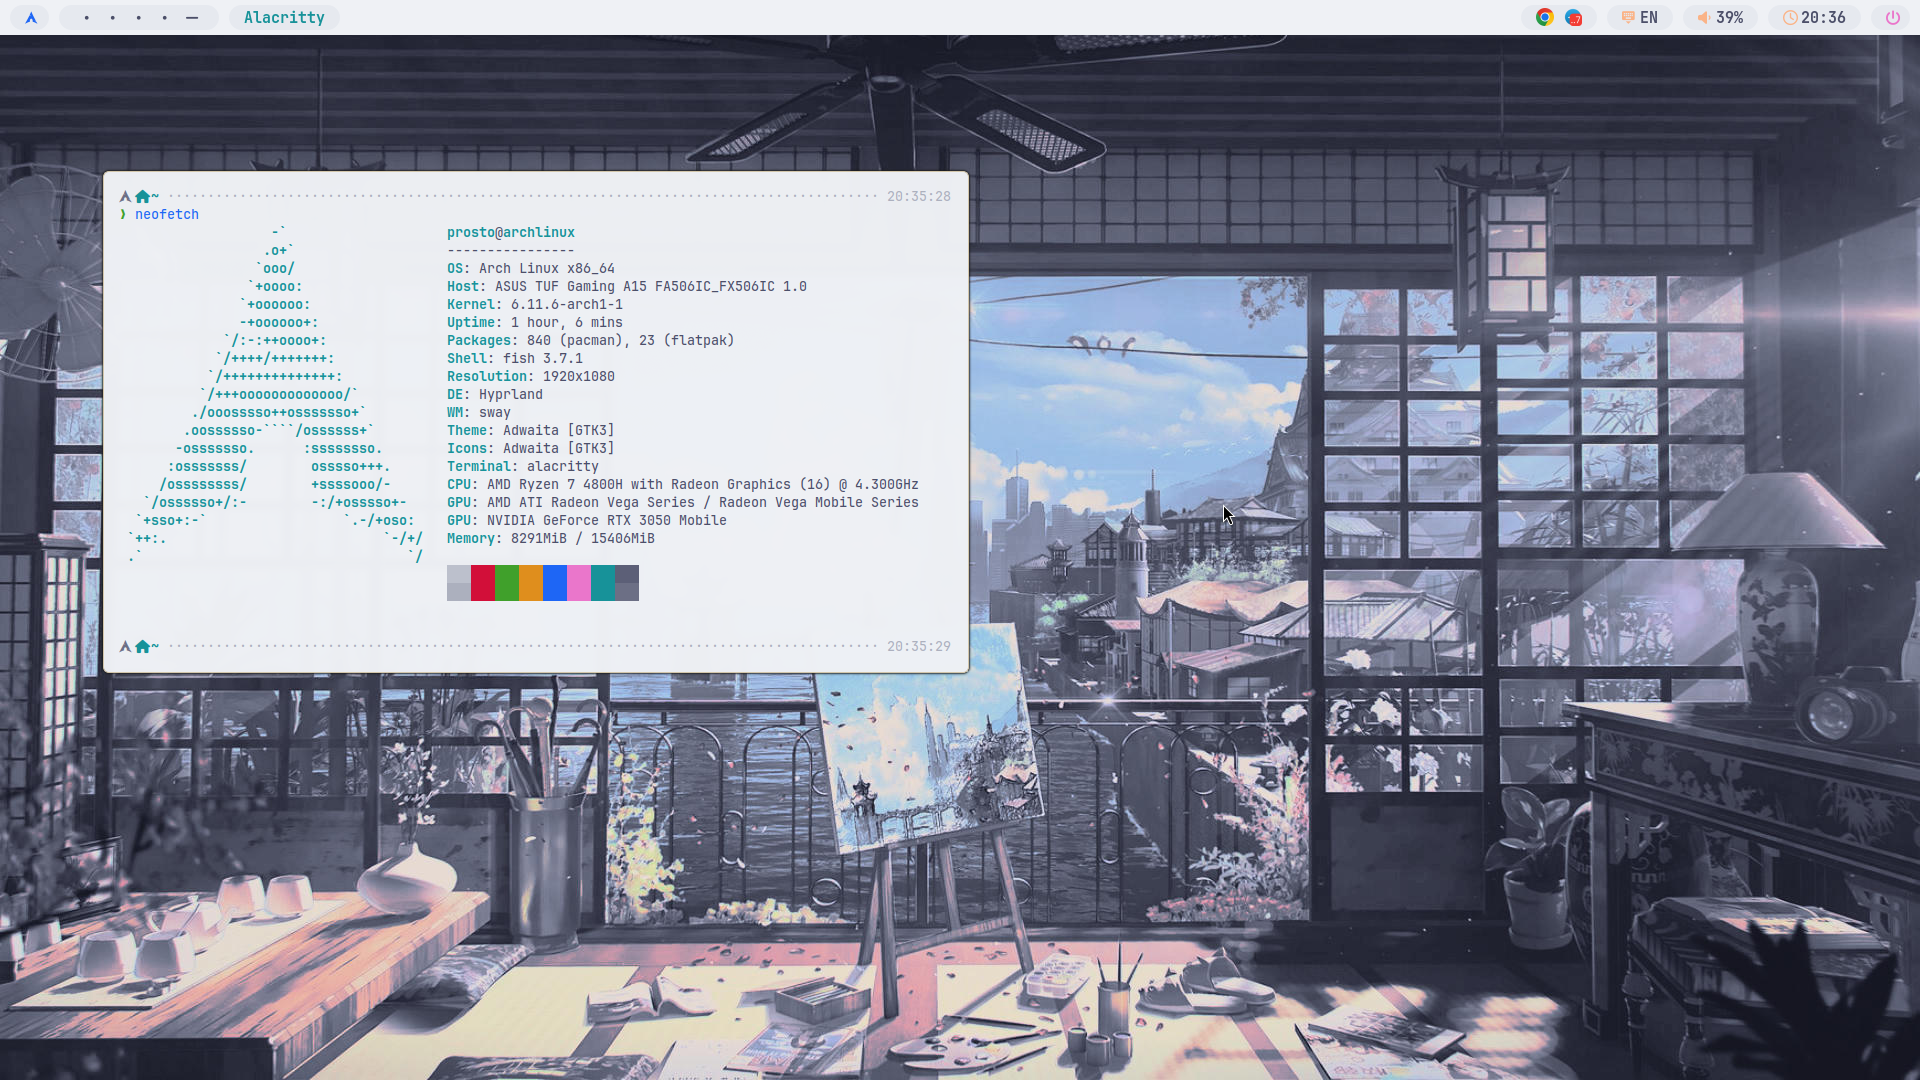 Alacritty
EN
39%
20:36
~ 20:35:28
❯ neofetch
-`
.o+`
`ooo/
`+oooo:
`+oooooo:
-+oooooo+:
`/:-:++oooo+:
`/++++/+++++++:
`/++++++++++++++:
`/+++ooooooooooooo/`
./ooosssso++osssssso+`
.oossssso-````/ossssss+`
-osssssso. :ssssssso.
:osssssss/ osssso+++.
/ossssssss/ +ssssooo/-
`/ossssso+/:- -:/+osssso+-
`+sso+:-` `.-/+oso:
`++:. `-/+/
.` `/
prosto@archlinux
----------------
OS: Arch Linux x86_64
Host: ASUS TUF Gaming A15 FA506IC_FX506IC 1.0
Kernel: 6.11.6-arch1-1
Uptime: 1 hour, 6 mins
Packages: 840 (pacman), 23 (flatpak)
Shell: fish 3.7.1
Resolution: 1920x1080
DE: Hyprland
WM: sway
Theme: Adwaita [GTK3]
Icons: Adwaita [GTK3]
Terminal: alacritty
CPU: AMD Ryzen 7 4800H with Radeon Graphics (16) @ 4.300GHz
GPU: AMD ATI Radeon Vega Series / Radeon Vega Mobile Series
GPU: NVIDIA GeForce RTX 3050 Mobile
Memory: 8291MiB / 15406MiB
~ 20:35:29